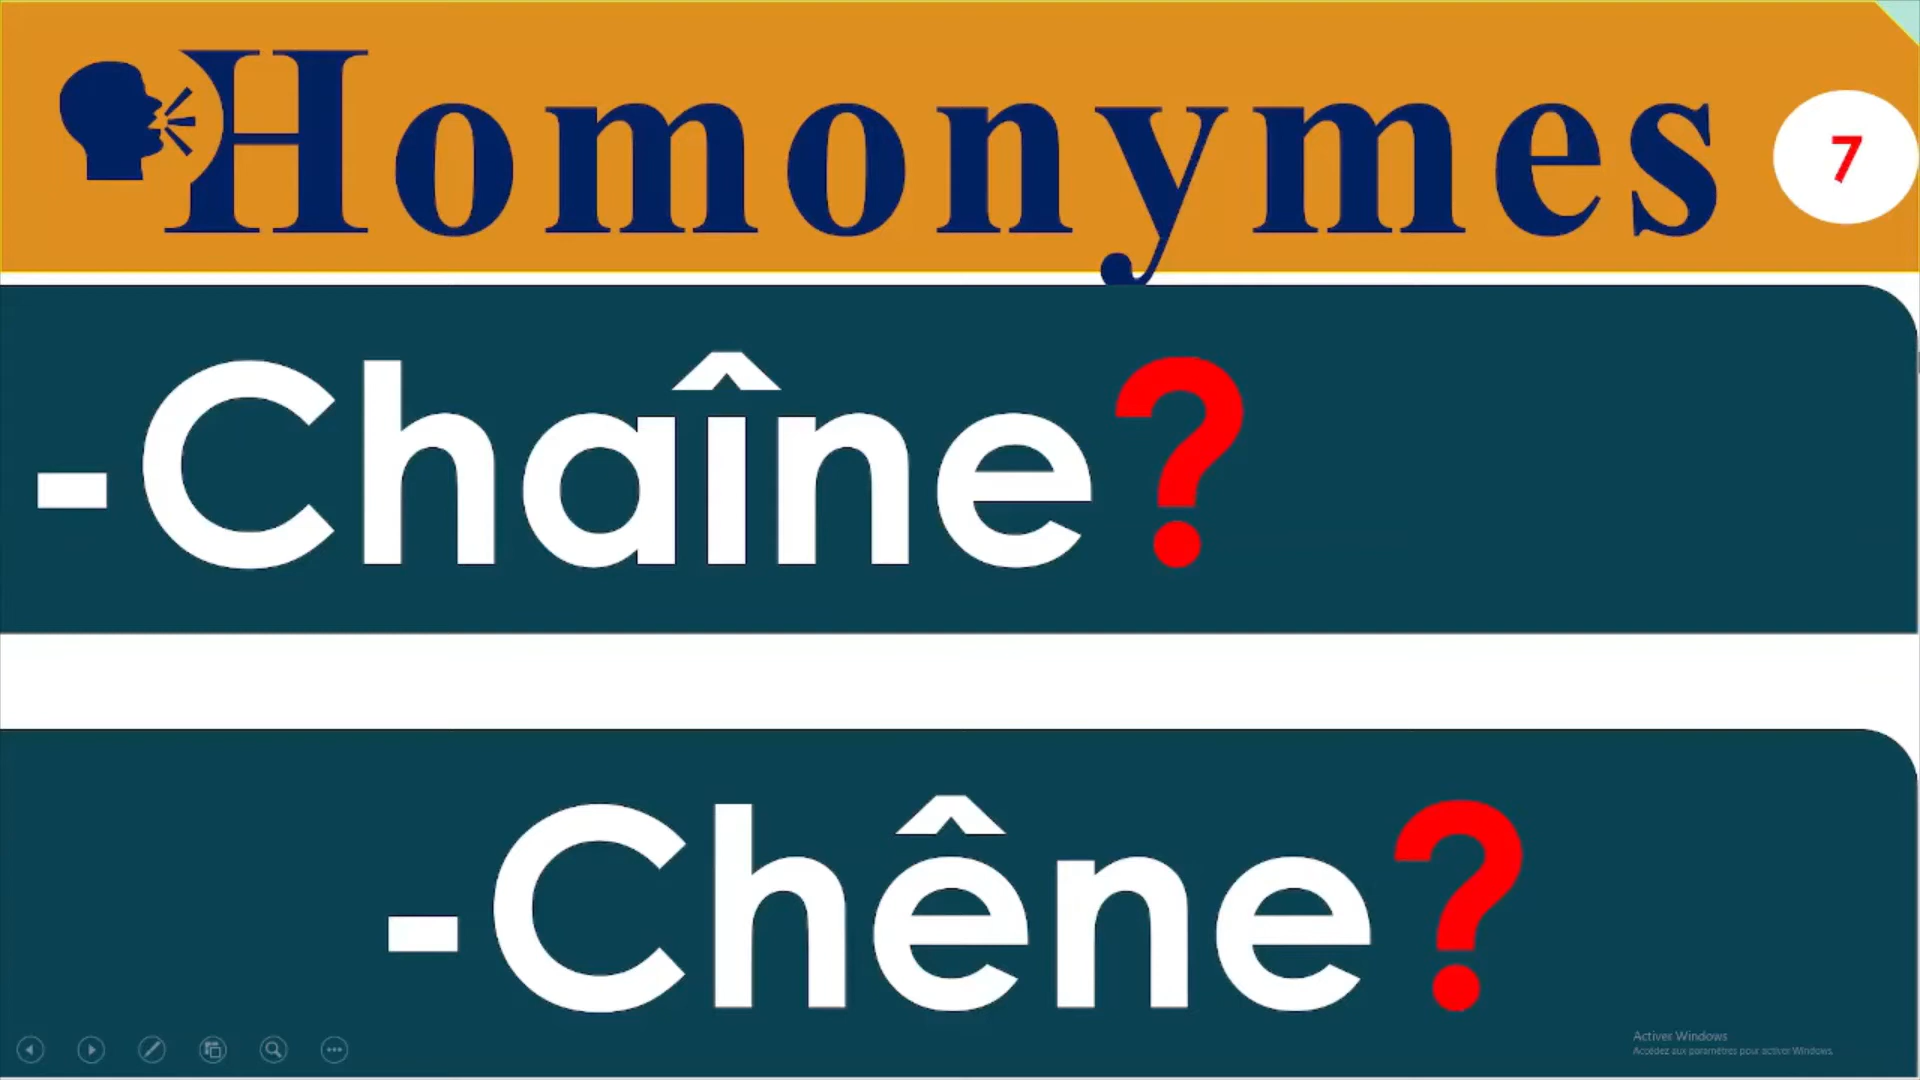 Homonymes
7
-Chaîne?
-Chêne?
Activer Windows
Accédez aux paramètres pour activer Windows.